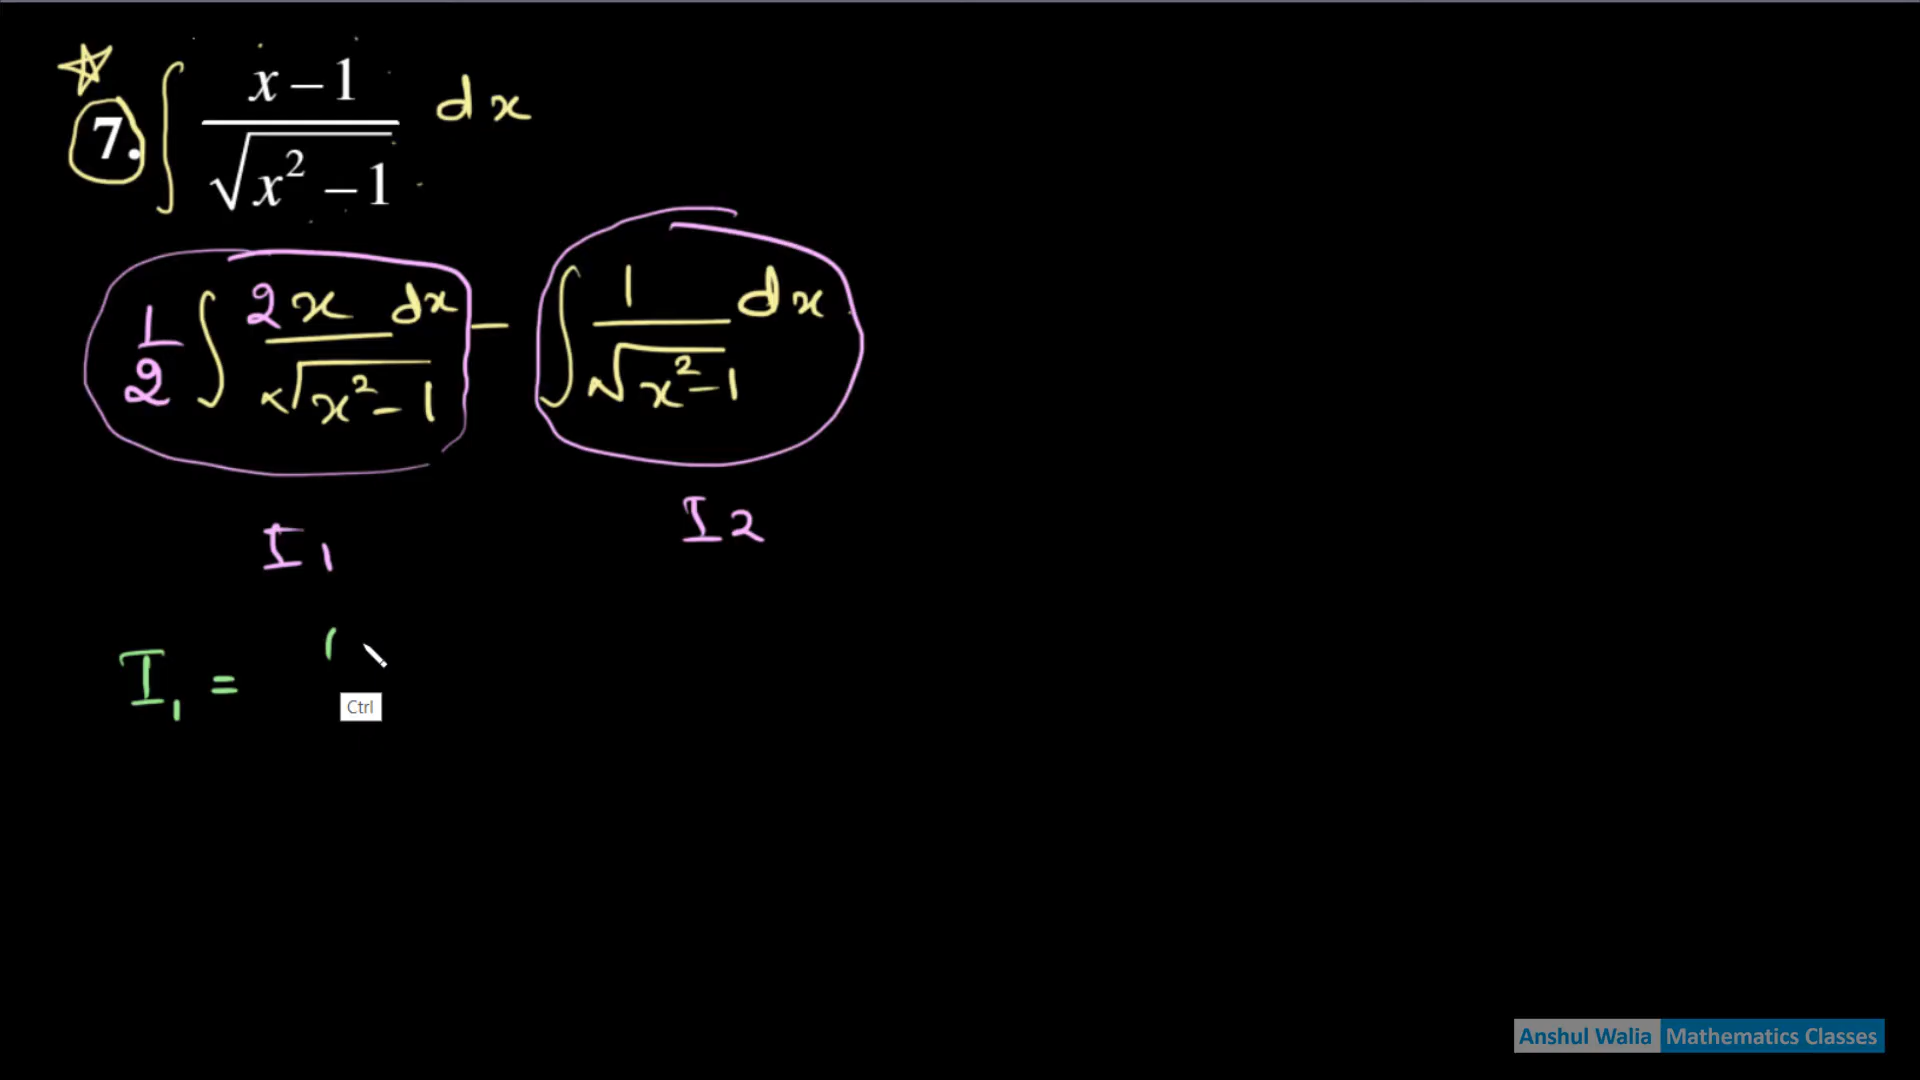 7. ∫ x – 1 / √x² – 1 dx
1/2 ∫ 2x dx / √x² – 1 – ∫ 1 / √x² – 1 dx
I1 I2
I1 =
Ctrl
Anshul Walia Mathematics Classes